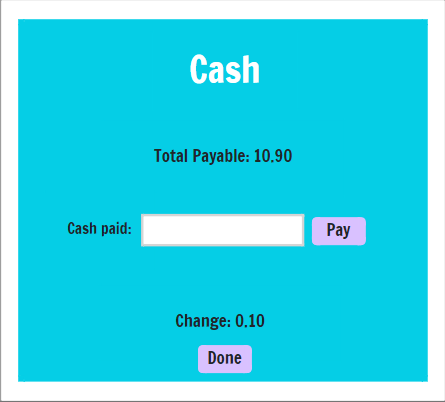 Cash
Total Payable: 10.90
Cash paid: Pay
Change: 0.10
Done